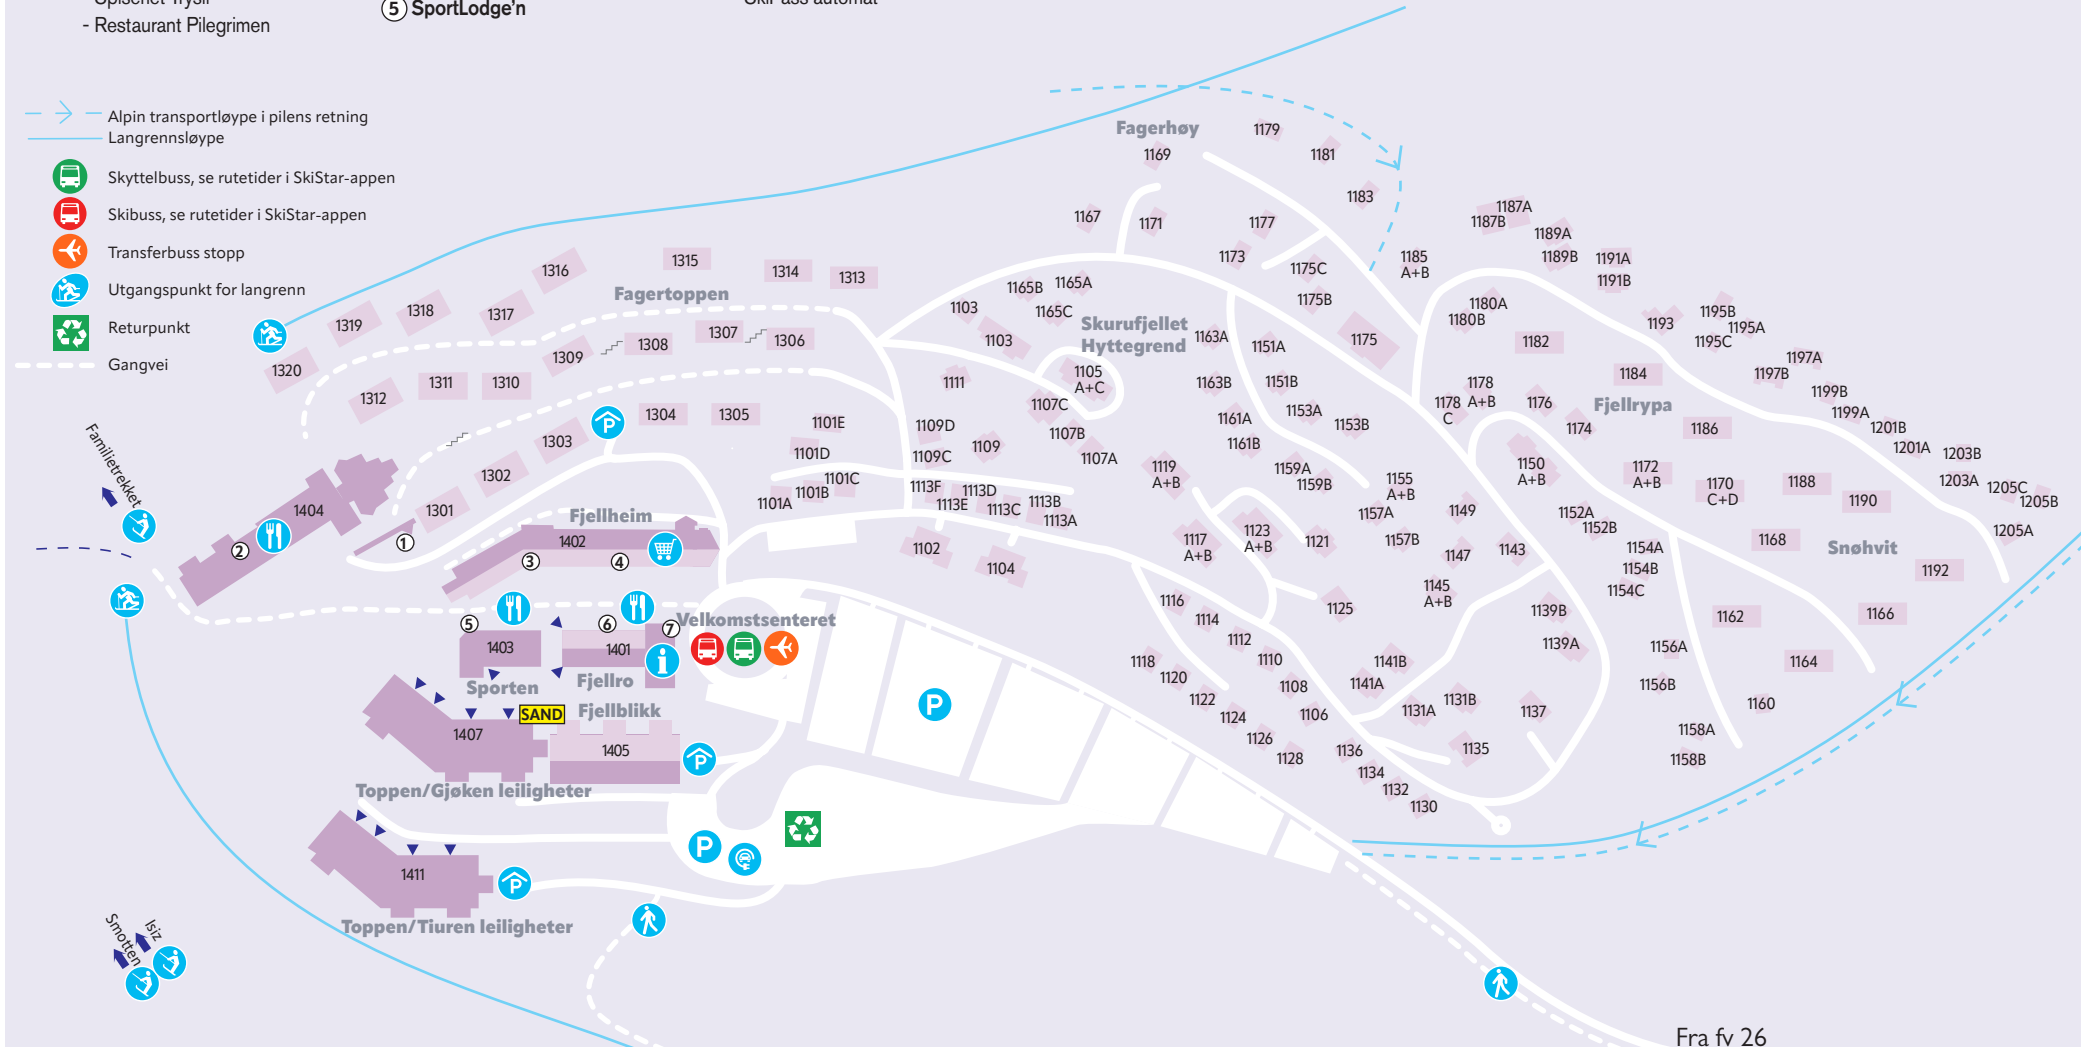 - Restaurant Pilegrimen
5 SportLodge'n
Alpin transportløype i pilens retning
Langrennsløype
Skyttelbuss, se rutetider i SkiStar-appen
Skibuss, se rutetider i SkiStar-appen
Transferbuss stopp
Utgangspunkt for langrenn
Returpunkt
Gangvei
Fagerhøy
1169
1179
1181
1183
1167
1171
1177
1173
1175C
1175B
1175
1185
A+B
1187A
1187B
1189A
1189B
1191A
1191B
1316
1315
1314
1313
Fagertoppen
1319
1318
1317
1320
1312
1311
1310
1309
1308
1307
1306
1304
1305
1303
1302
1301
1103
1165B
1165A
1165C
1103
Skurufjellet
Hyttegrend
1163A
1151A
1105
A+C
1163B
1151B
1111
1107C
1161A
1153A
1153B
1107B
1161B
1107A
1109D
1109
1109C
1101E
1101D
1101C
1101B
1101A
1113F
1113E
1113D
1113C
1113B
1113A
1102
1104
1119
A+B
1159A
1159B
1155
A+B
1157A
1157B
1117
A+B
1123
A+B
1121
1149
1147
1143
1145
A+B
1125
1180A
1180B
1182
1193
1195B
1195A
1195C
1184
1197A
1197B
1178
A+B
1178
C
1176
1174
Fjellrypa
1186
1199B
1199A
1201B
1201A
1203B
1203A
1205C
1205B
1205A
1150
A+B
1172
A+B
1170
C+D
1188
1190
1152A
1152B
1168
Snøhvit
1192
1154A
1154B
1154C
1162
1166
1139B
1139A
1156A
1164
1156B
1160
1158A
1158B
1116
1114
1112
1110
1108
1106
1118
1120
1122
1124
1126
1128
1141B
1141A
1131A
1131B
1137
1135
1136
1134
1132
1130
Familietrekket
1404
2
1
Fjellheim
1402
3
4
P
Velkomstsenteret
5
6
7
1403
1401
i
Sporten
Fjellro
SAND
Fjellblikk
1407
1405
P
P
Toppen/Gjøken leiligheter
P
1411
P
Toppen/Tiuren leiligheter
Isiz
Smotten
Fra fv 26